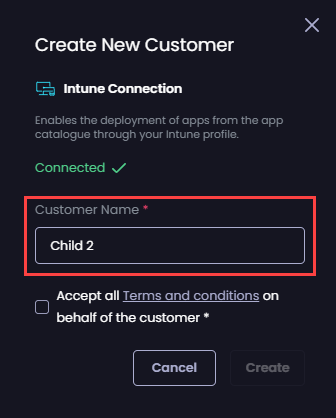 Create New Customer
Intune Connection
Enables the deployment of apps from the app
catalogue through your Intune profile.
Connected
Customer Name *
Child 2
Accept all Terms and conditions on
behalf of the customer *
Cancel
Create